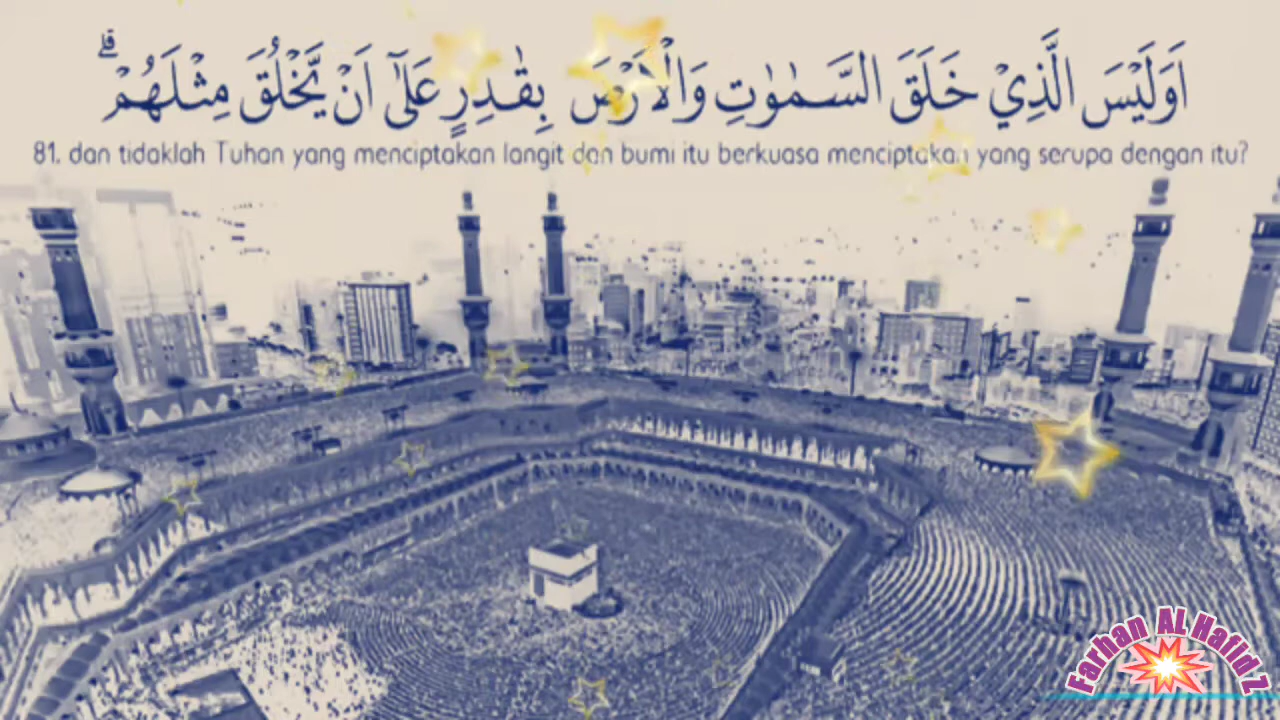 اَوَلَيْسَ الَّذِيْ خَلَقَ السَّمٰوٰتِ وَالْاَرْضَ بِقٰدِرٍ عَلٰٓى اَنْ يَّخْلُقَ مِثْلَهُمْ ۗ
81. dan tidaklah Tuhan yang menciptakan langit dan bumi itu berkuasa menciptakan yang serupa dengan itu?
Farhan AL Hafidz